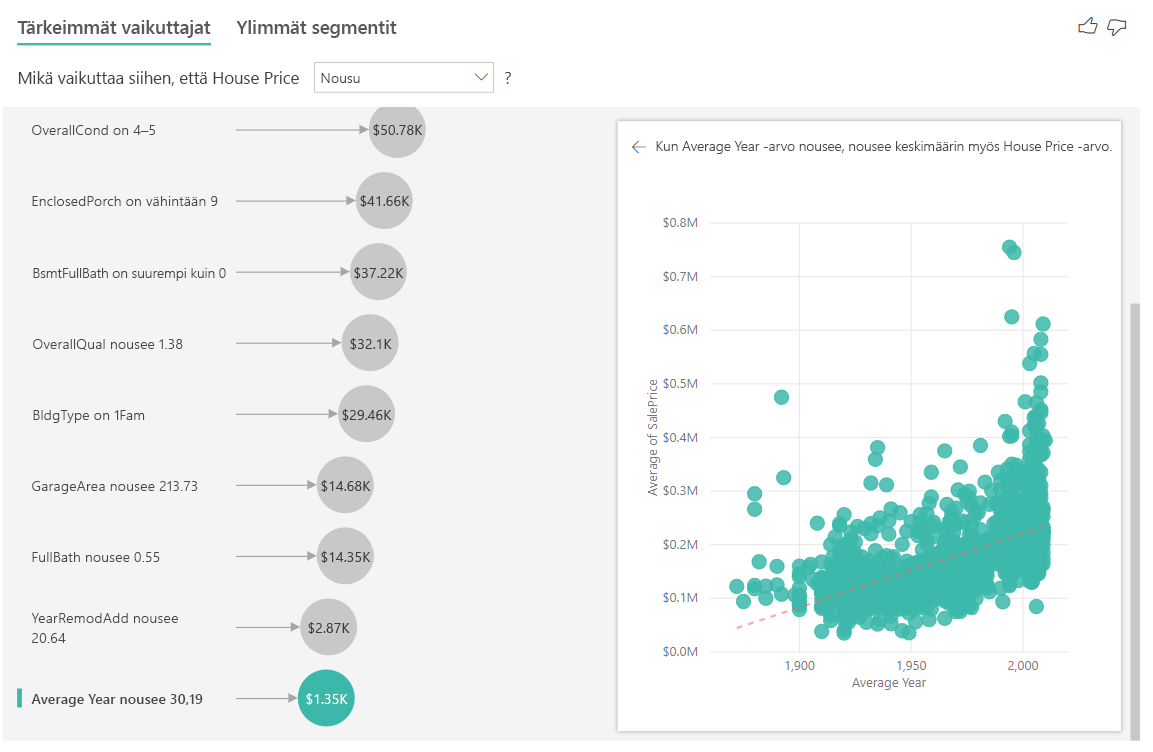 Tärkeimmät vaikuttajat Ylimmät segmentit
Mikä vaikuttaa siihen, että House Price Nousu ?
OverallCond on 4–5 $50.78K
EnclosedPorch on vähintään 9 $41.66K
BsmtFullBath on suurempi kuin 0 $37.22K
OverallQual nousee 1.38 $32.1K
BldgType on 1Fam $29.46K
GarageArea nousee 213.73 $14.68K
FullBath nousee 0.55 $14.35K
YearRemodAdd nousee
20.64 $2.87K
Average Year nousee 30,19 $1.35K
Kun Average Year -arvo nousee, nousee keskimäärin myös House Price -arvo.
$0.8M
$0.7M
$0.6M
$0.5M
$0.4M
$0.3M
$0.2M
$0.1M
$0.0M
Average of SalePrice
1,900 1,950 2,000
Average Year